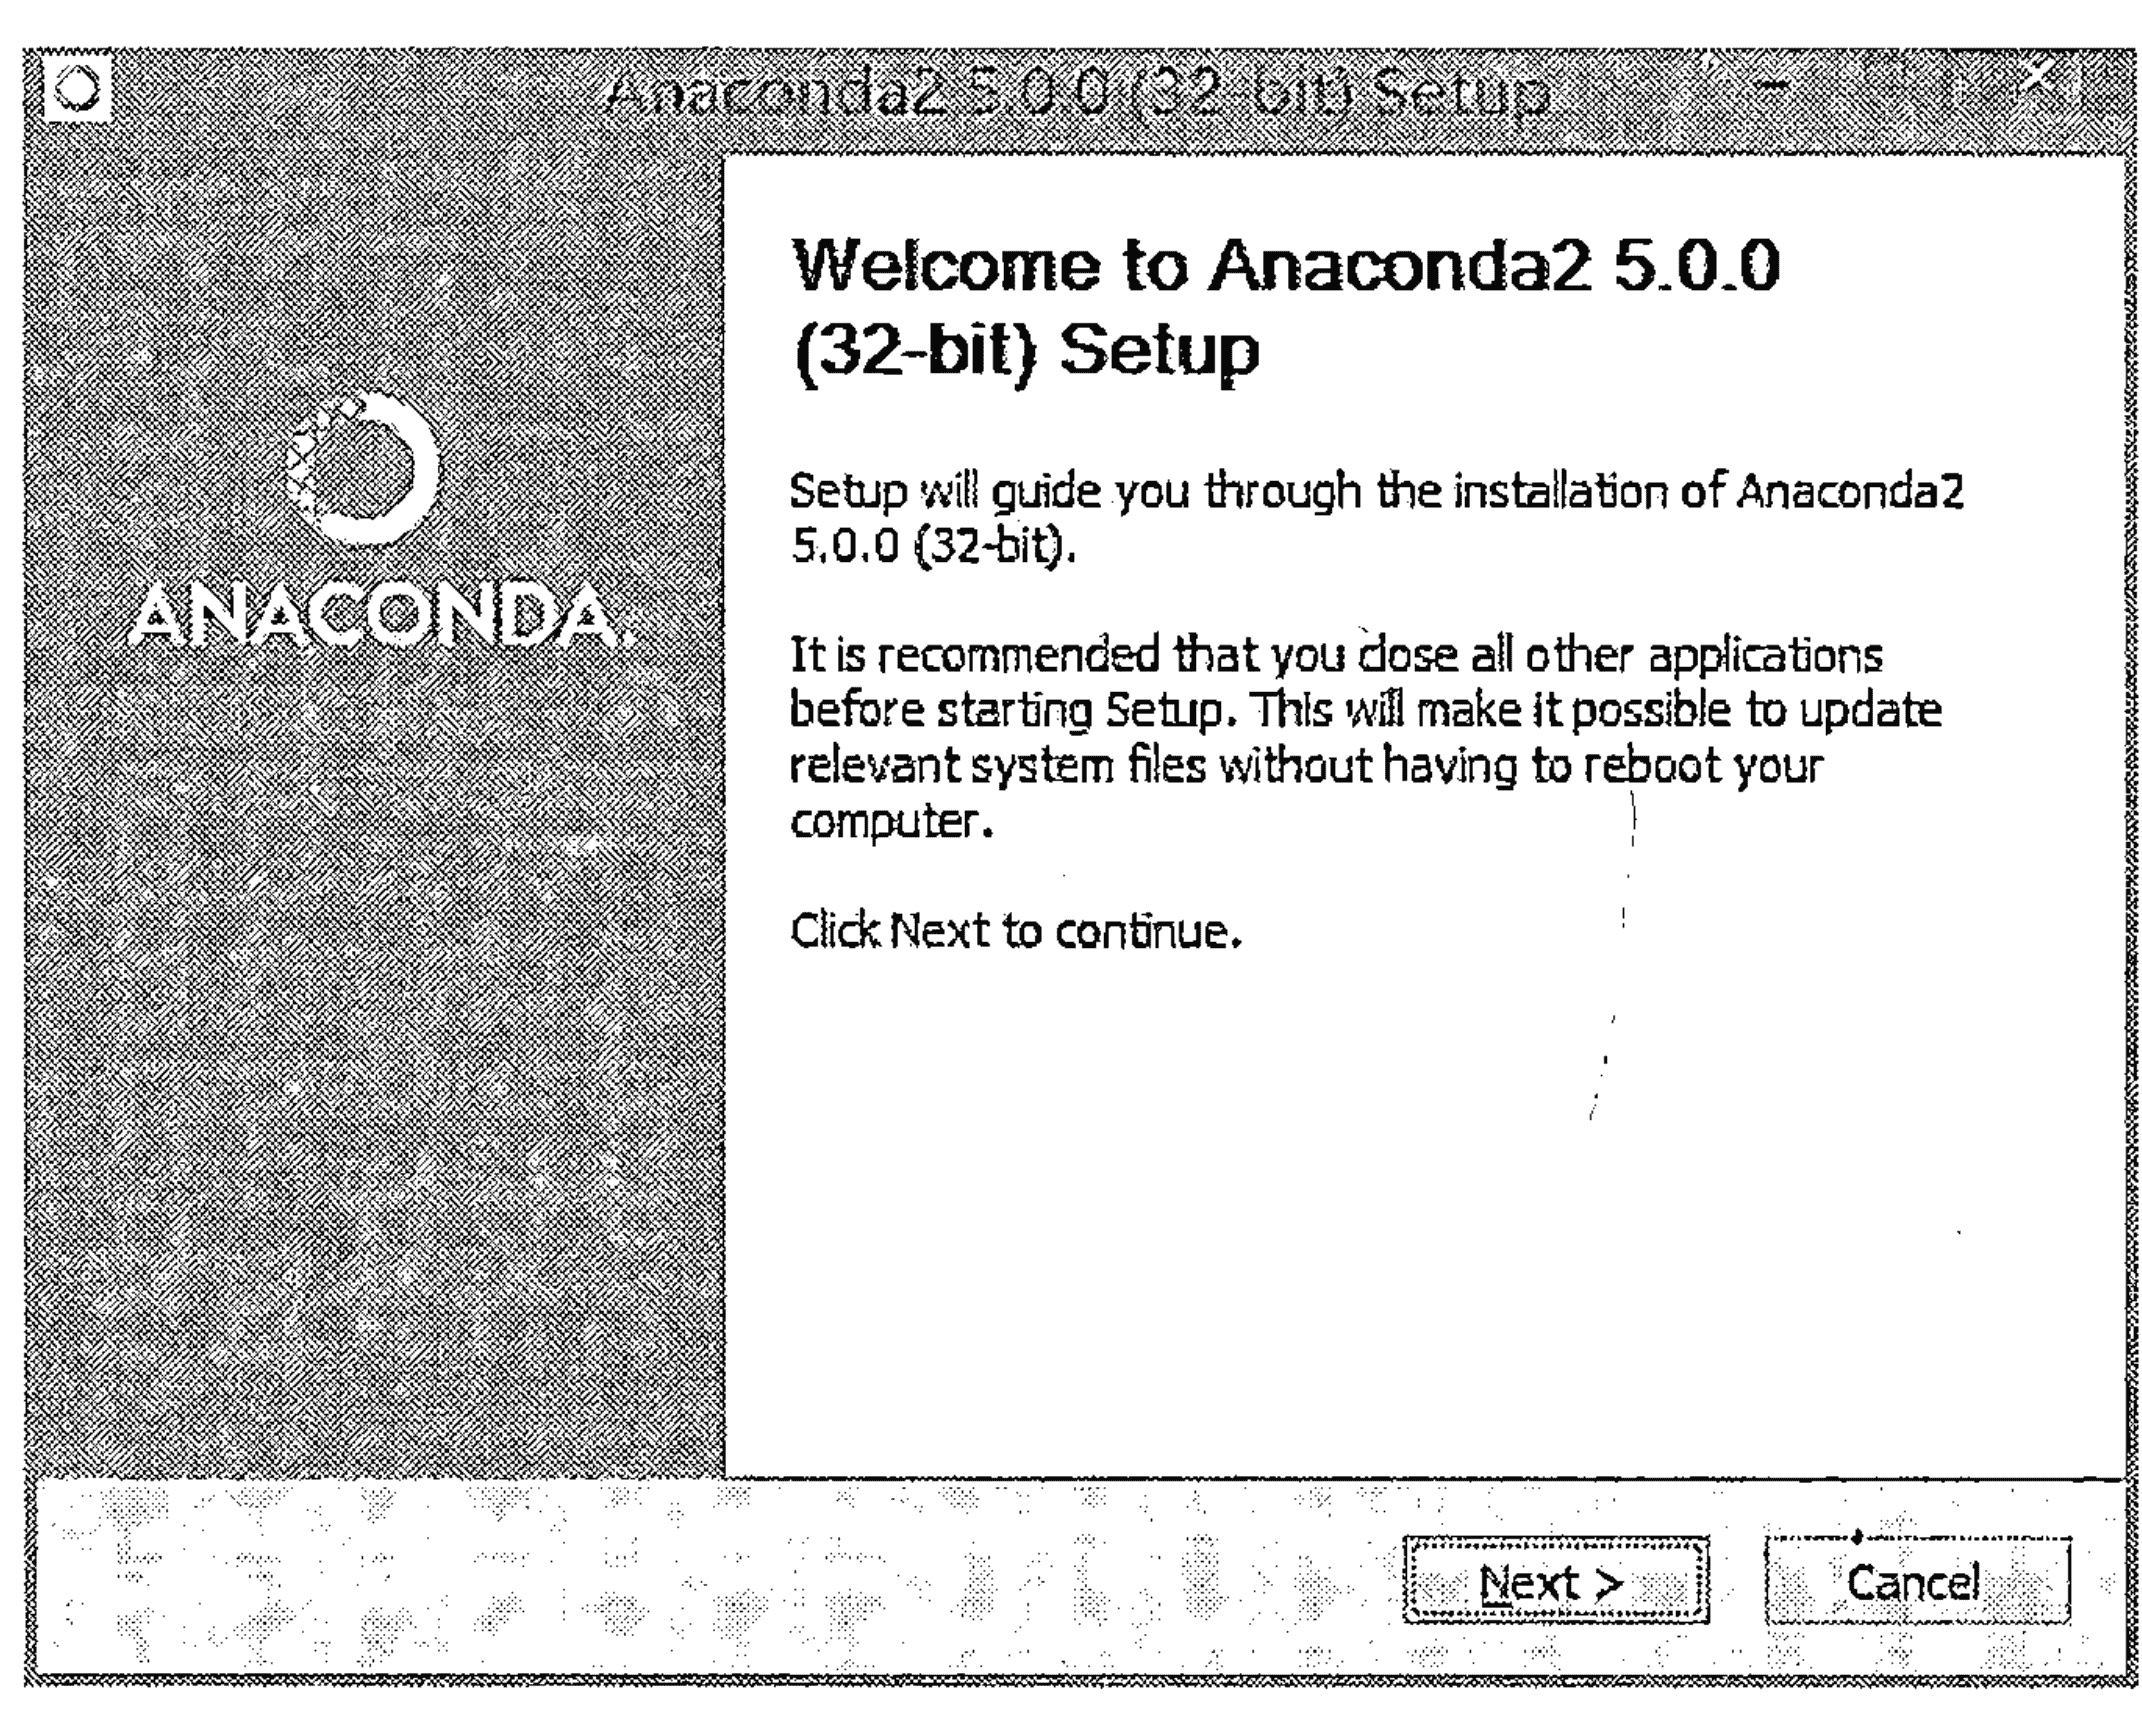 Anaconda2 5.0.0 (32-bit) Setup
ANACONDA.
Welcome to Anaconda2 5.0.0
(32-bit) Setup
Setup will guide you through the installation of Anaconda2
5.0.0 (32-bit).
It is recommended that you close all other applications
before starting Setup. This will make it possible to update
relevant system files without having to reboot your
computer.
Click Next to continue.
Next >
Cancel